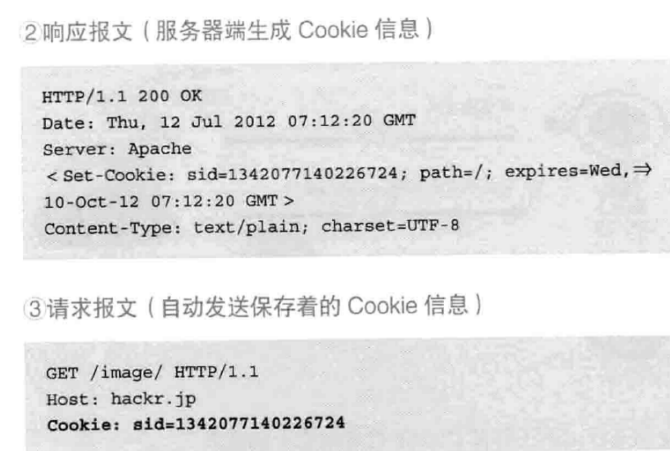 ②响应报文（服务器端生成 Cookie 信息）
HTTP/1.1 200 OK
Date: Thu, 12 Jul 2012 07:12:20 GMT
Server: Apache
＜Set-Cookie: sid=1342077140226724; path=/; expires=Wed,⇒
10-Oct-12 07:12:20 GMT＞
Content-Type: text/plain; charset=UTF-8
③请求报文（自动发送保存着的 Cookie 信息）
GET /image/ HTTP/1.1
Host: hackr.jp
Cookie: sid=1342077140226724